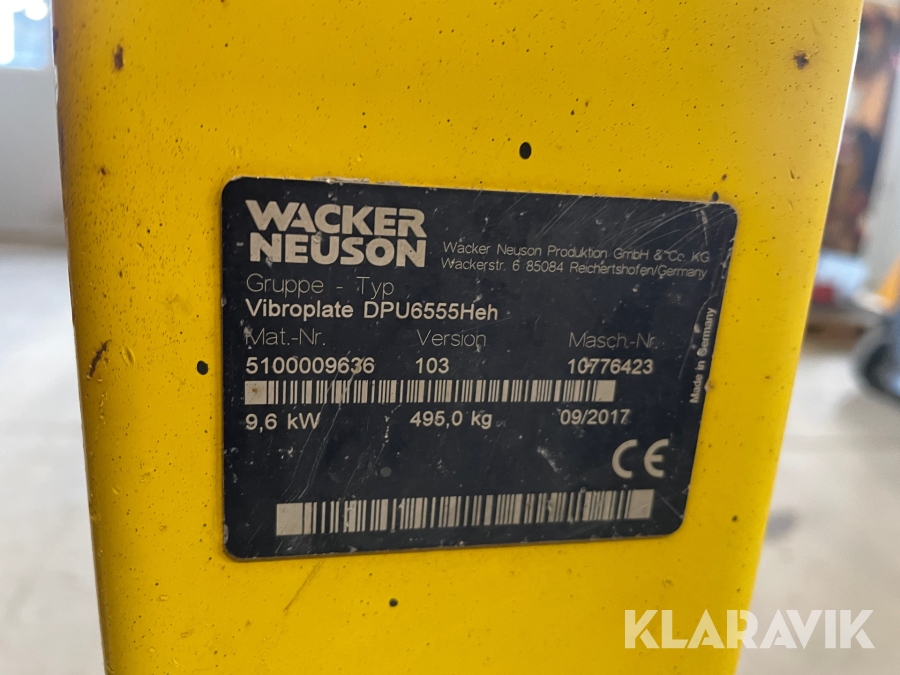 WACKER
NEUSON
Wacker Neuson Produktion GmbH & Co. KG
Wackerstr. 6 85084 Reichertshofen/Germany
Gruppe - Typ
Vibroplate DPU6555Heh
Mat.-Nr. Version Masch.-Nr.
5100009636 103 10776423
9,6 kW 495,0 kg 09/2017
Made in Germany
CE
KLARAVIK